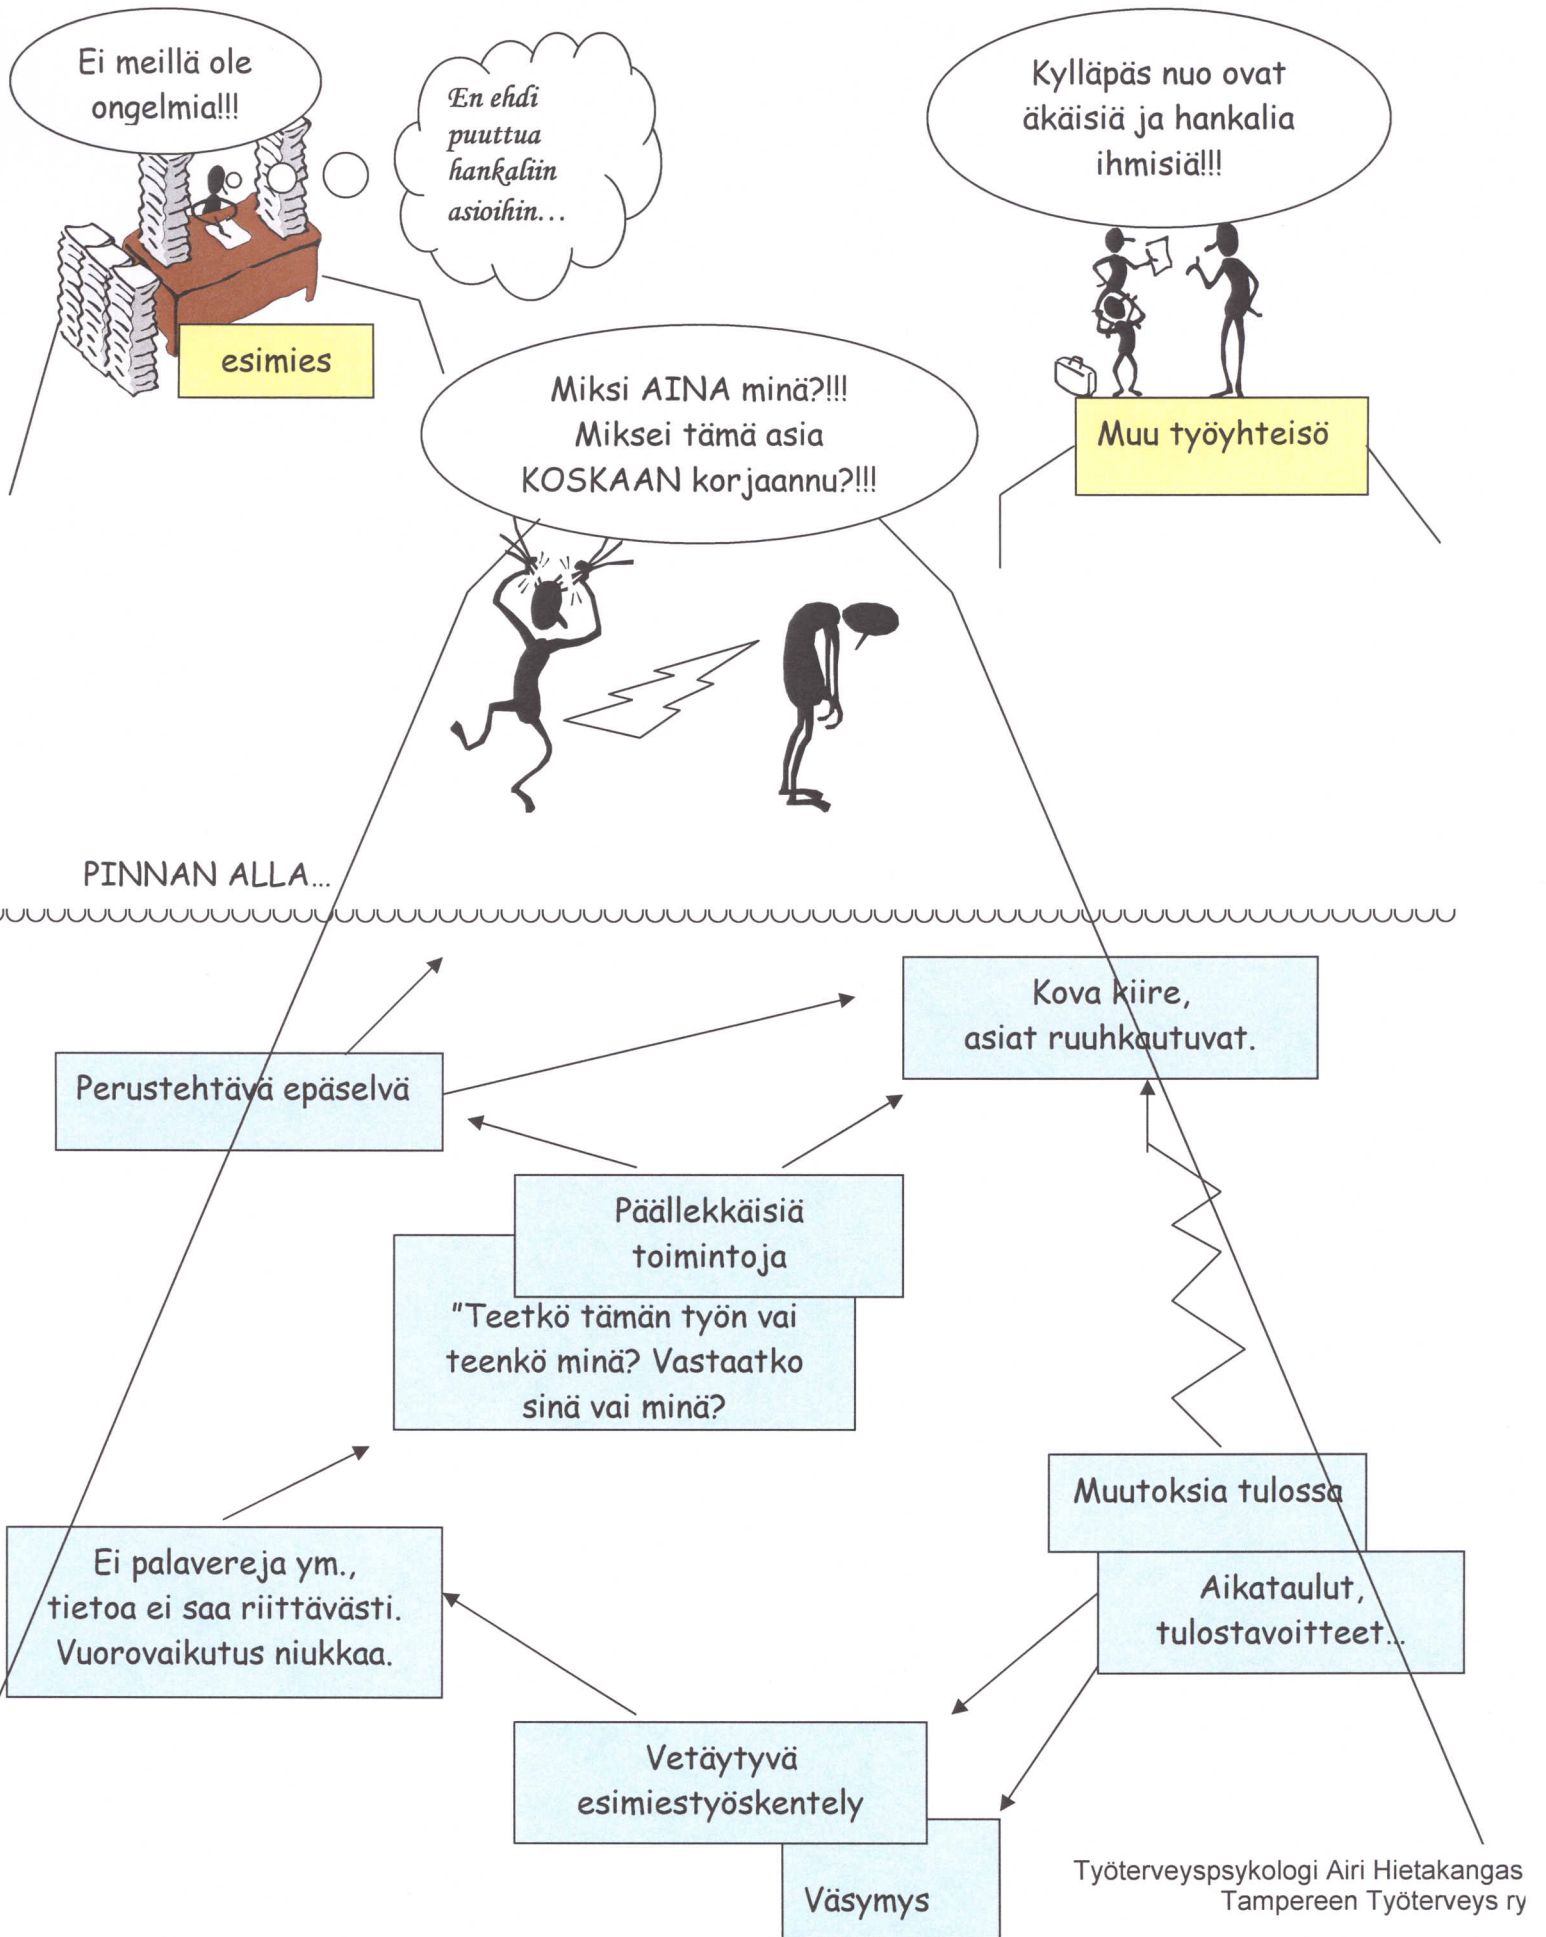 Ei meillä ole
ongelmia!!!
En ehdi
puuttua
hankaliin
asioihin...
Kylläpäs nuo ovat
äkäisiä ja hankalia
ihmisiä!!!
esimies
Miksi AINA minä?!!!
Miksei tämä asia
KOSKAAN korjaannu?!!!
Muu työyhteisö
PINNAN ALLA...
Kova kiire,
asiat ruuhkautuvat.
Perustehtävä epäselvä
Päällekkäisiä
toimintoja
"Teetkö tämän työn vai
teenkö minä? Vastaatko
sinä vai minä?
Muutoksia tulossa
Ei palavereja ym.,
tietoa ei saa riittävästi.
Vuorovaikutus niukkaa.
Aikataulut,
tulostavoitteet...
Vetäytyvä
esimiestyöskentely
Väsymys
Työterveyspsykologi Airi Hietakangas
Tampereen Työterveys ry